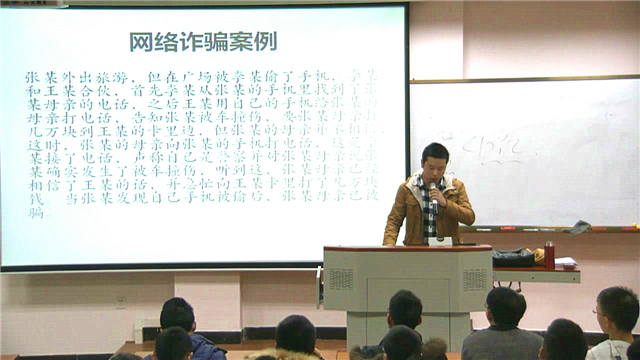 网络诈骗案例
张某外出旅游，但在广场被李某偷了手机，李某
和王某合伙，首先李某从张某的手机里找到了张
某母亲的电话，之后王某用自己的手机给张某的
母亲打电话，告知张某被车撞伤，要张某母亲打
几万块到王某的卡里边，但张某的母亲并不相信，
这时，张某的母亲向张某的手机打电话，这是李
某接了电话，声称自己是警察并对张某母亲说张
某确实发生了被车撞伤，听到这，张某母亲已
相信了王某的话，并急忙向王某卡里打了几万块
钱，当张某发现自己手机被偷后，张某母亲已被
骗。